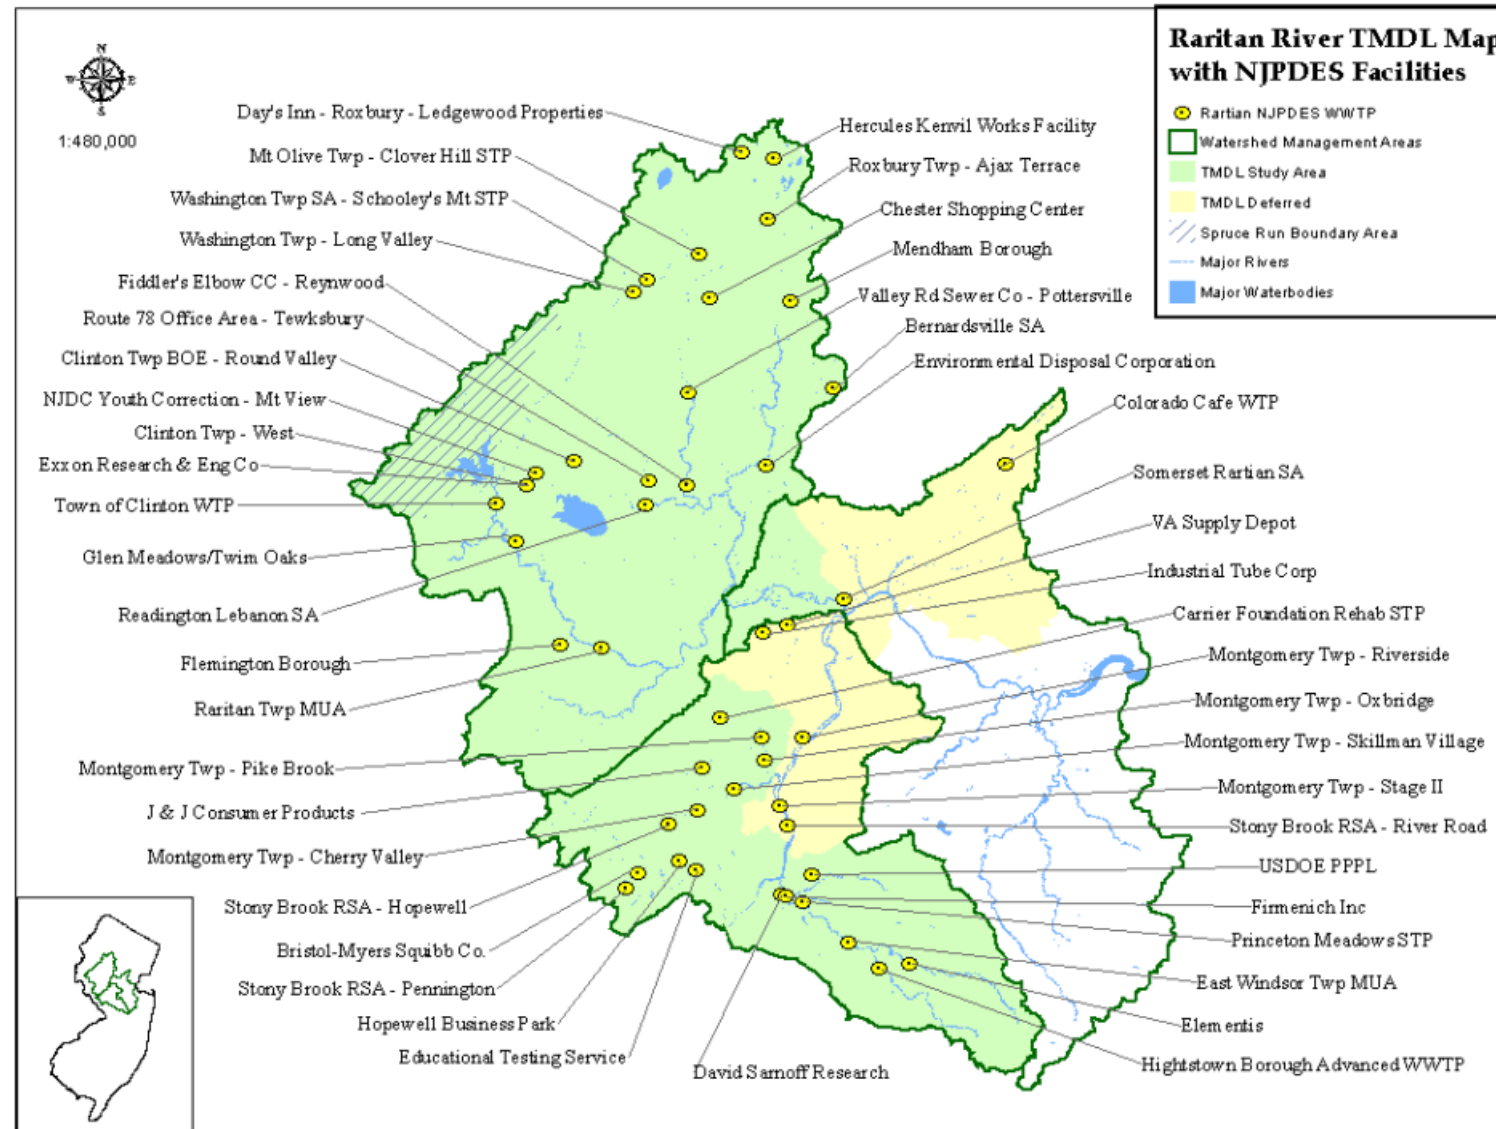 Raritan River TMDL Map
with NJPDES Facilities
Rartian NJPDES WWTP
Watershed Management Areas
TMDL Study Area
TMDL Deferred
Spruce Run Boundary Area
Major Rivers
Major Waterbodies
N
W
E
S
1:480,000
Day's Inn - Roxbury - Ledgewood Properties
Mt Olive Twp - Clover Hill STP
Washington Twp SA - Schooley's Mt STP
Washington Twp - Long Valley
Fiddler's Elbow CC - Reynwood
Route 78 Office Area - Tewksbury
Clinton Twp BOE - Round Valley
NJDC Youth Correction - Mt View
Clinton Twp - West
Exxon Research & Eng Co
Town of Clinton WTP
Glen Meadows/Twim Oaks
Readington Lebanon SA
Flemington Borough
Raritan Twp MUA
Montgomery Twp - Pike Brook
J & J Consumer Products
Montgomery Twp - Cherry Valley
Stony Brook RSA - Hopewell
Bristol-Myers Squibb Co.
Stony Brook RSA - Pennington
Hopewell Business Park
Educational Testing Service
David Sarnoff Research
Hercules Kenvil Works Facility
Roxbury Twp - Ajax Terrace
Chester Shopping Center
Mendham Borough
Valley Rd Sewer Co - Pottersville
Bernardsville SA
Environmental Disposal Corporation
Colorado Cafe WTP
Somerset Rartian SA
VA Supply Depot
Industrial Tube Corp
Carrier Foundation Rehab STP
Montgomery Twp - Riverside
Montgomery Twp - Oxbridge
Montgomery Twp - Skillman Village
Montgomery Twp - Stage II
Stony Brook RSA - River Road
USDOE PPPL
Firmenich Inc
Princeton Meadows STP
East Windsor Twp MUA
Elementis
Hightstown Borough Advanced WWTP